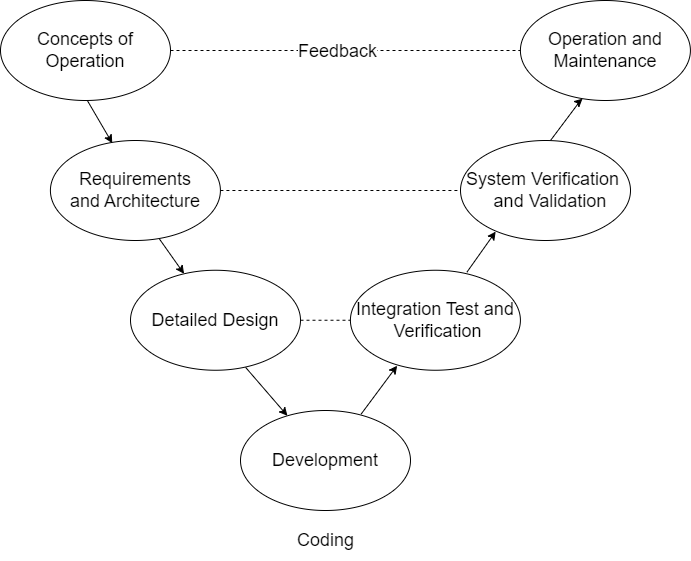 Concepts of
Operation
Feedback
Operation and
Maintenance
Requirements
and Architecture
System Verification
and Validation
Detailed Design
Integration Test and
Verification
Development
Coding